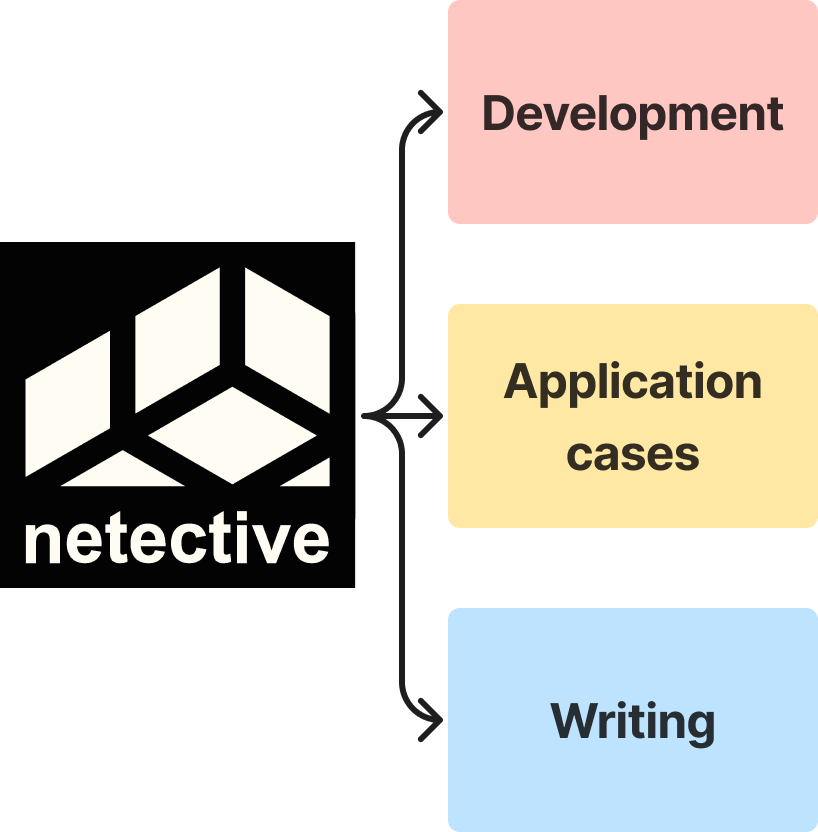 Development
Application
cases
netective
Writing